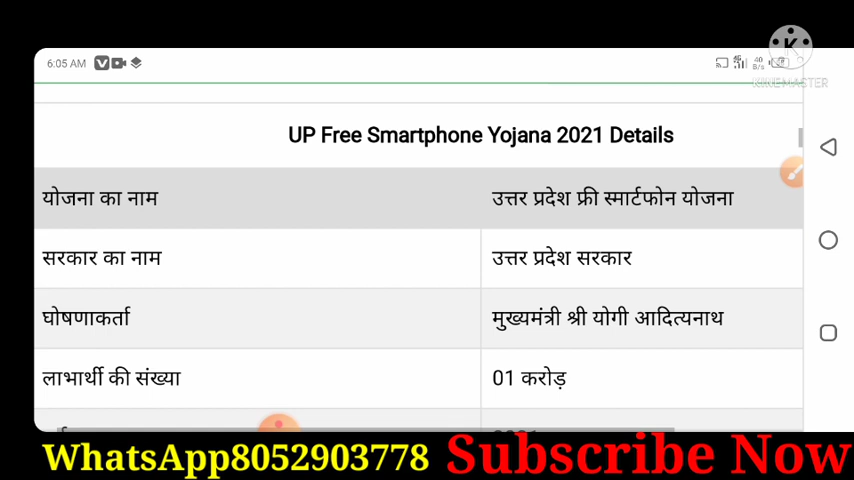 6:05 AM
K
KINEMASTER
UP Free Smartphone Yojana 2021 Details
योजना का नाम उत्तर प्रदेश फ्री स्मार्टफोन योजना
सरकार का नाम उत्तर प्रदेश सरकार
घोषणाकर्ता मुख्यमंत्री श्री योगी आदित्यनाथ
लाभार्थी की संख्या 01 करोड़
WhatsApp8052903778 Subscribe Now